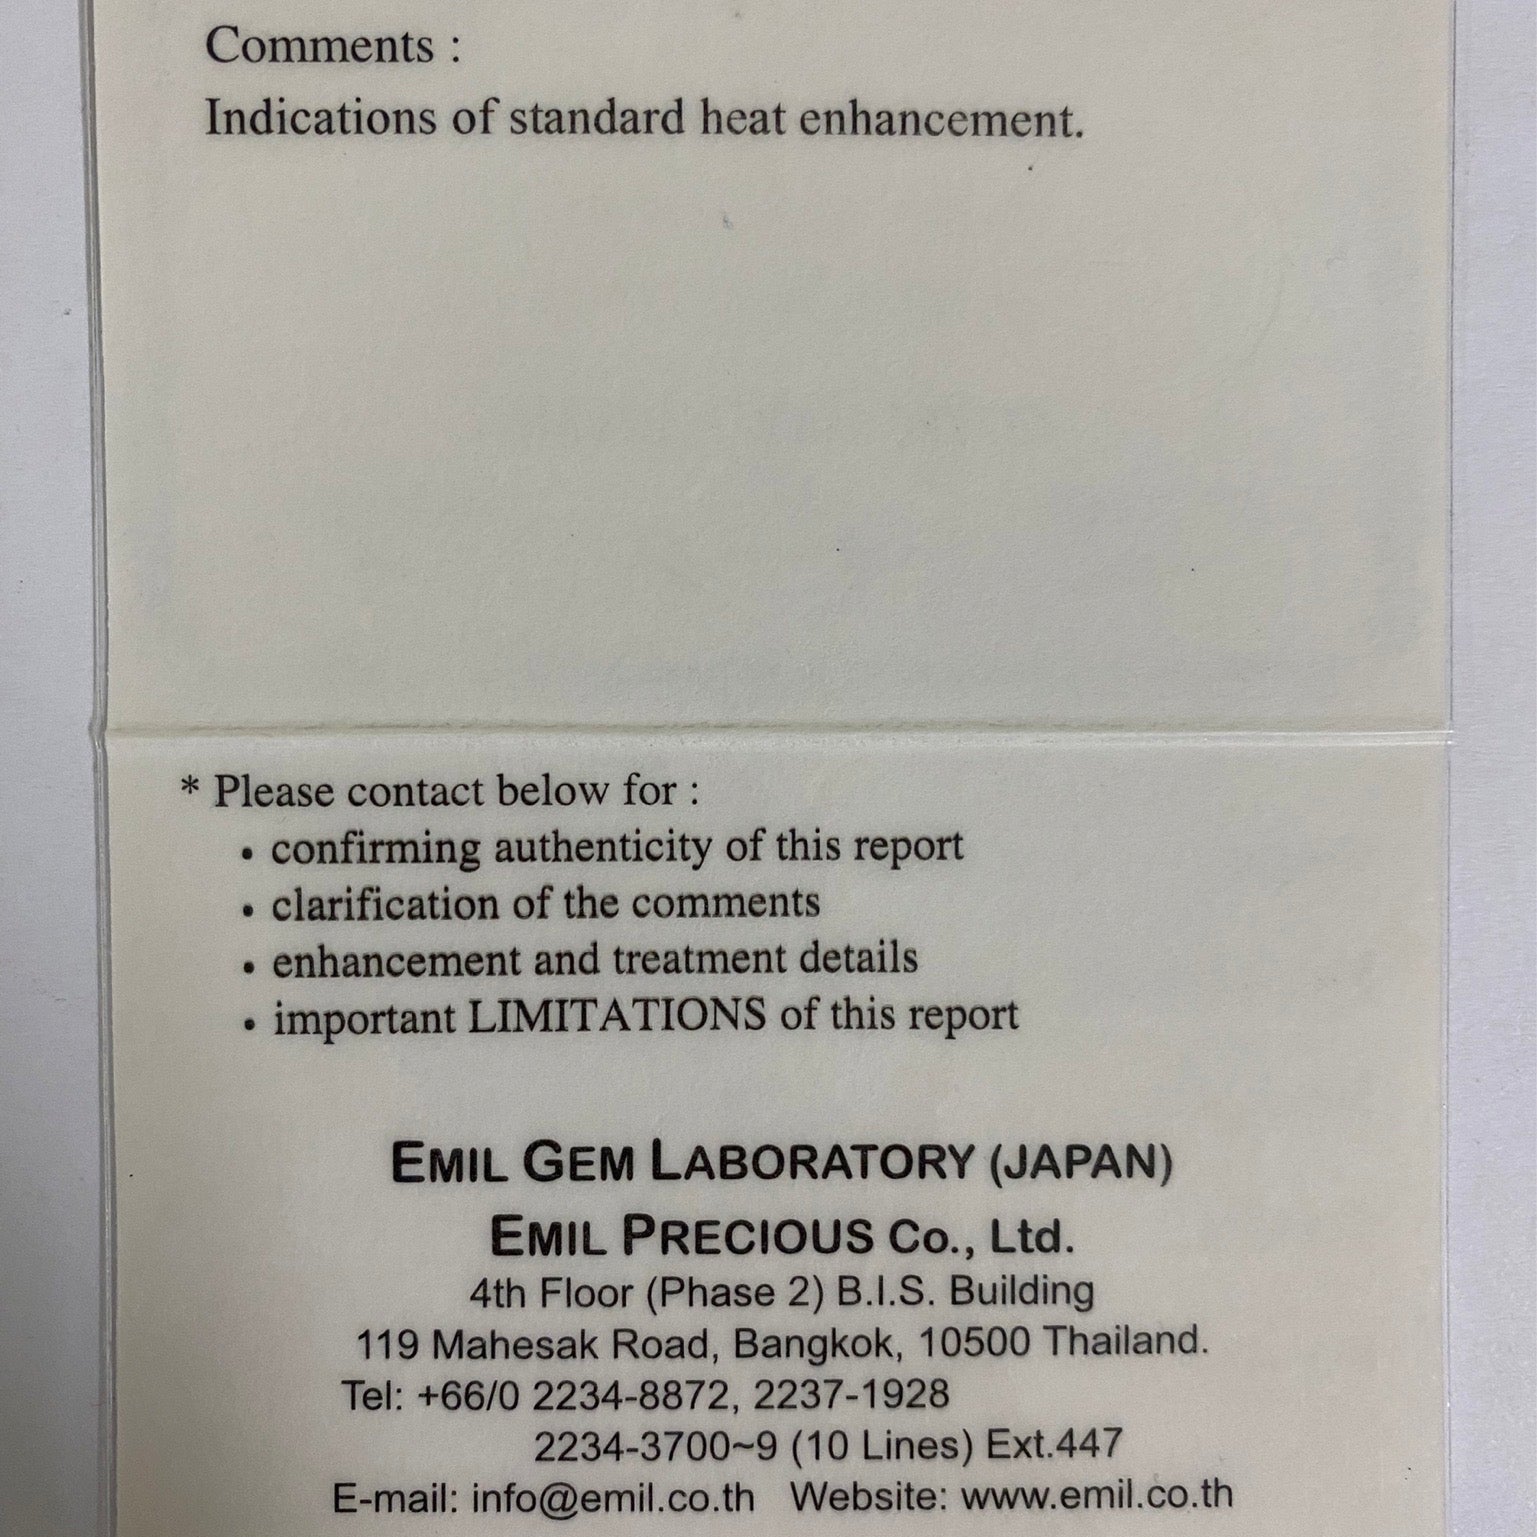 Comments :
Indications of standard heat enhancement.
* Please contact below for :
• confirming authenticity of this report
• clarification of the comments
• enhancement and treatment details
• important LIMITATIONS of this report
EMIL GEM LABORATORY (JAPAN)
EMIL PRECIOUS Co., Ltd.
4th Floor (Phase 2) B.I.S. Building
119 Mahesak Road, Bangkok, 10500 Thailand.
Tel: +66/0 2234-8872, 2237-1928
2234-3700~9 (10 Lines) Ext.447
E-mail: info@emil.co.th Website: www.emil.co.th